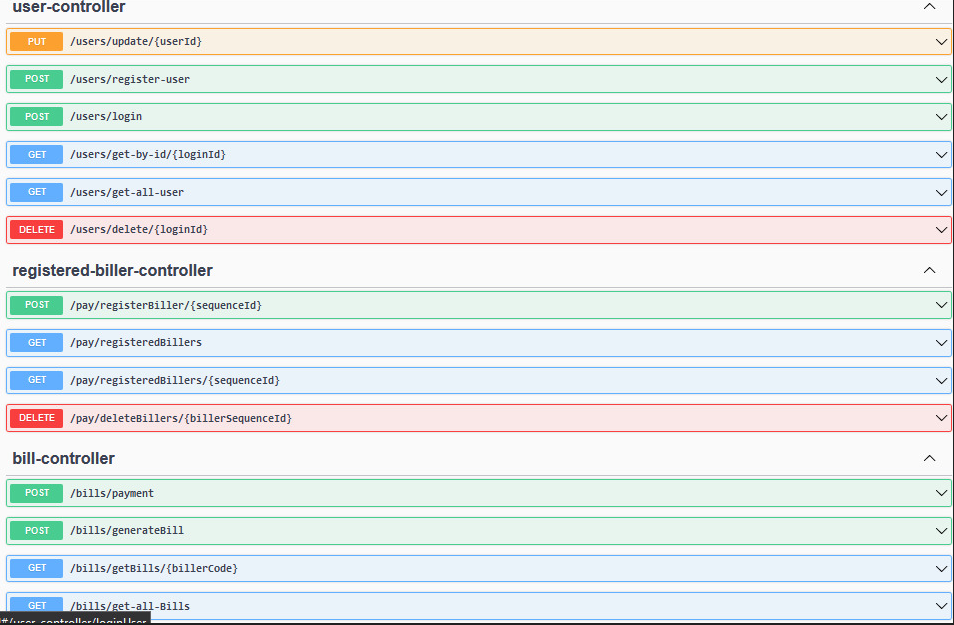 user-controller
PUT /users/update/{userId}
POST /users/register-user
POST /users/login
GET /users/get-by-id/{loginId}
GET /users/get-all-user
DELETE /users/delete/{loginId}
registered-biller-controller
POST /pay/registerBiller/{sequenceId}
GET /pay/registeredBillers
GET /pay/registeredBillers/{sequenceId}
DELETE /pay/deleteBillers/{billerSequenceId}
bill-controller
POST /bills/payment
POST /bills/generateBill
GET /bills/getBills/{billerCode}
GET /bills/get-all-Bills
#/user-controller/loginUser